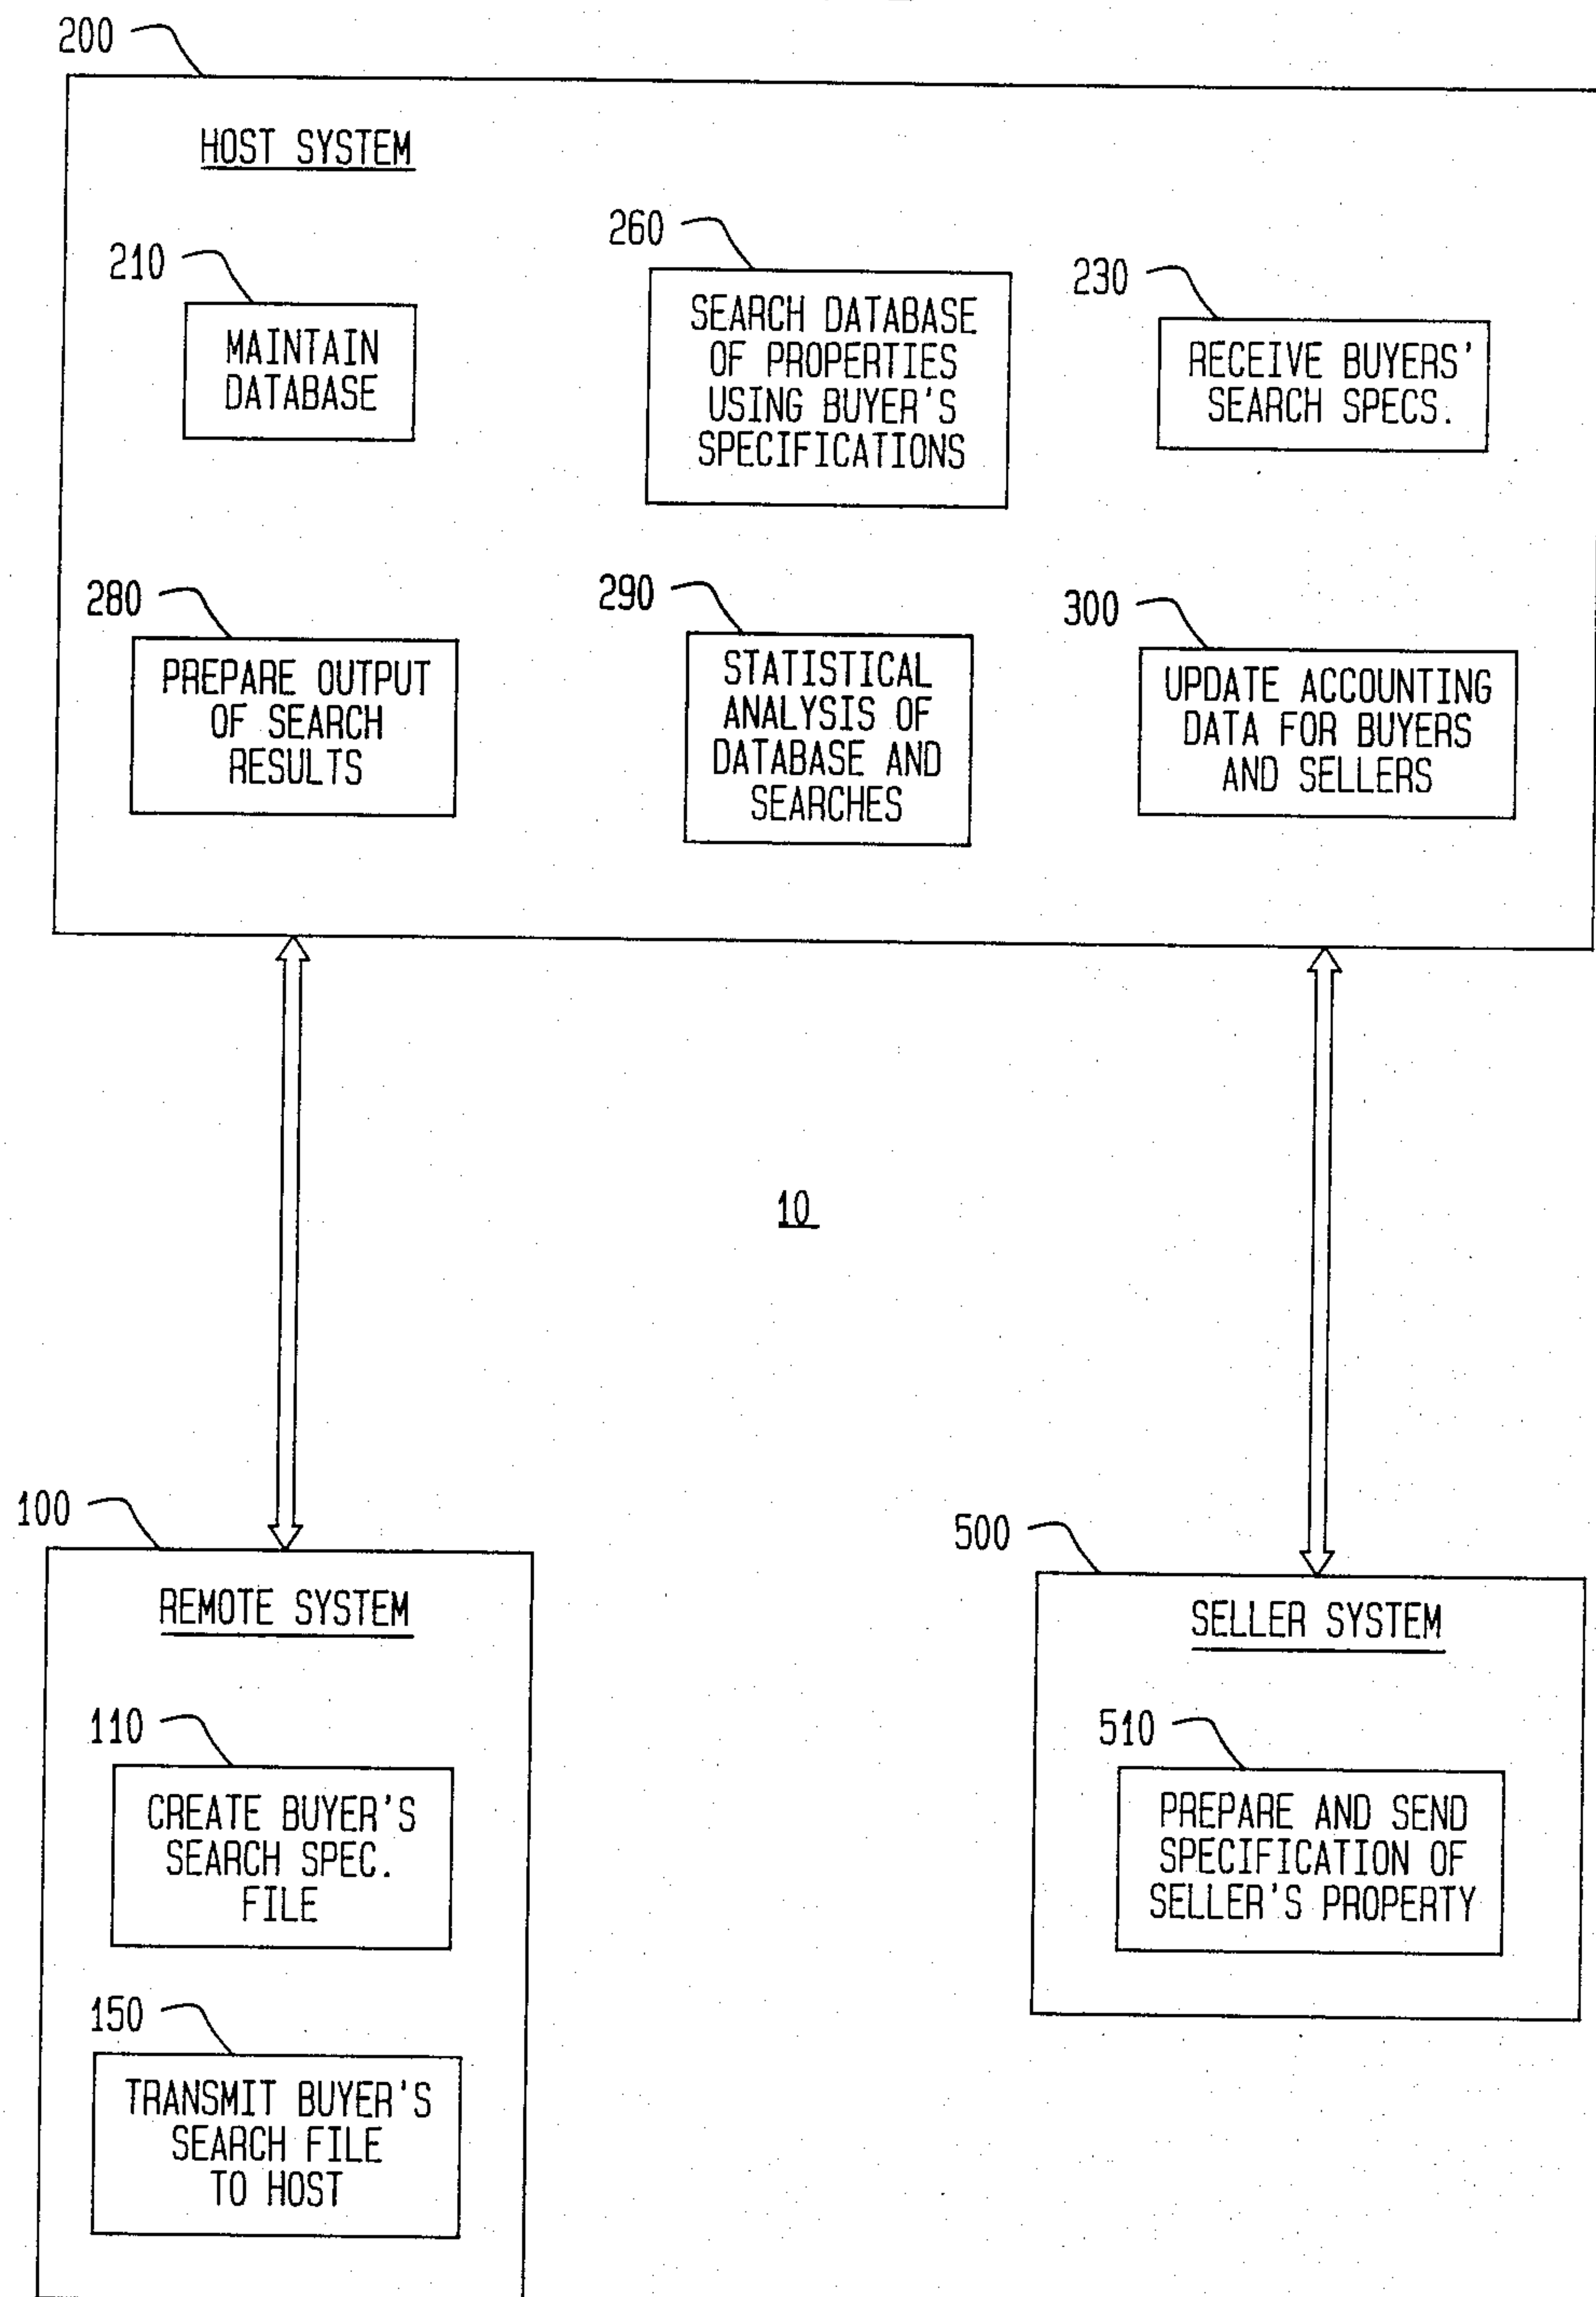 200
HOST SYSTEM
210
MAINTAIN
DATABASE
260
SEARCH DATABASE
OF PROPERTIES
USING BUYER'S
SPECIFICATIONS
230
RECEIVE BUYERS'
SEARCH SPECS.
280
PREPARE OUTPUT
OF SEARCH
RESULTS
290
STATISTICAL
ANALYSIS OF
DATABASE AND
SEARCHES
300
UPDATE ACCOUNTING
DATA FOR BUYERS
AND SELLERS
10
100
REMOTE SYSTEM
110
CREATE BUYER'S
SEARCH SPEC.
FILE
150
TRANSMIT BUYER'S
SEARCH FILE
TO HOST
500
SELLER SYSTEM
510
PREPARE AND SEND
SPECIFICATION OF
SELLER'S PROPERTY